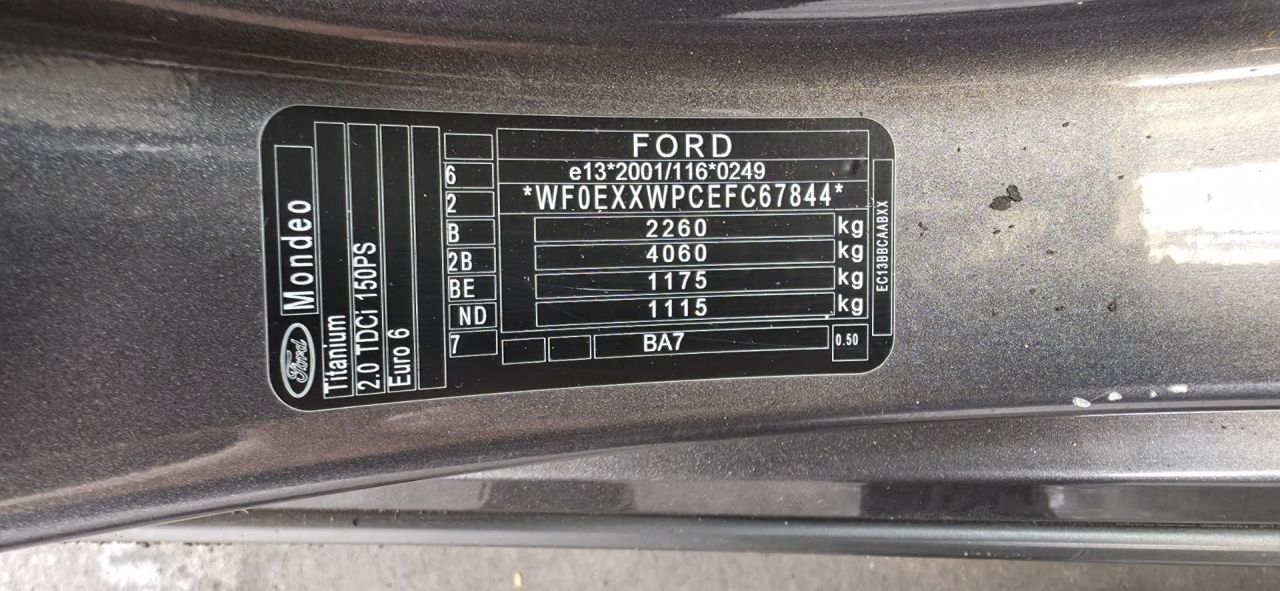 Ford
Mondeo
Titanium
2.0 TDCi 150PS
Euro 6
6
2
B
2B
BE
ND
7
FORD
e13*2001/116*0249
*WF0EXXWPCEFC67844*
2260 kg
4060 kg
1175 kg
1115 kg
BA7
0.50
EC13BBCAABXX